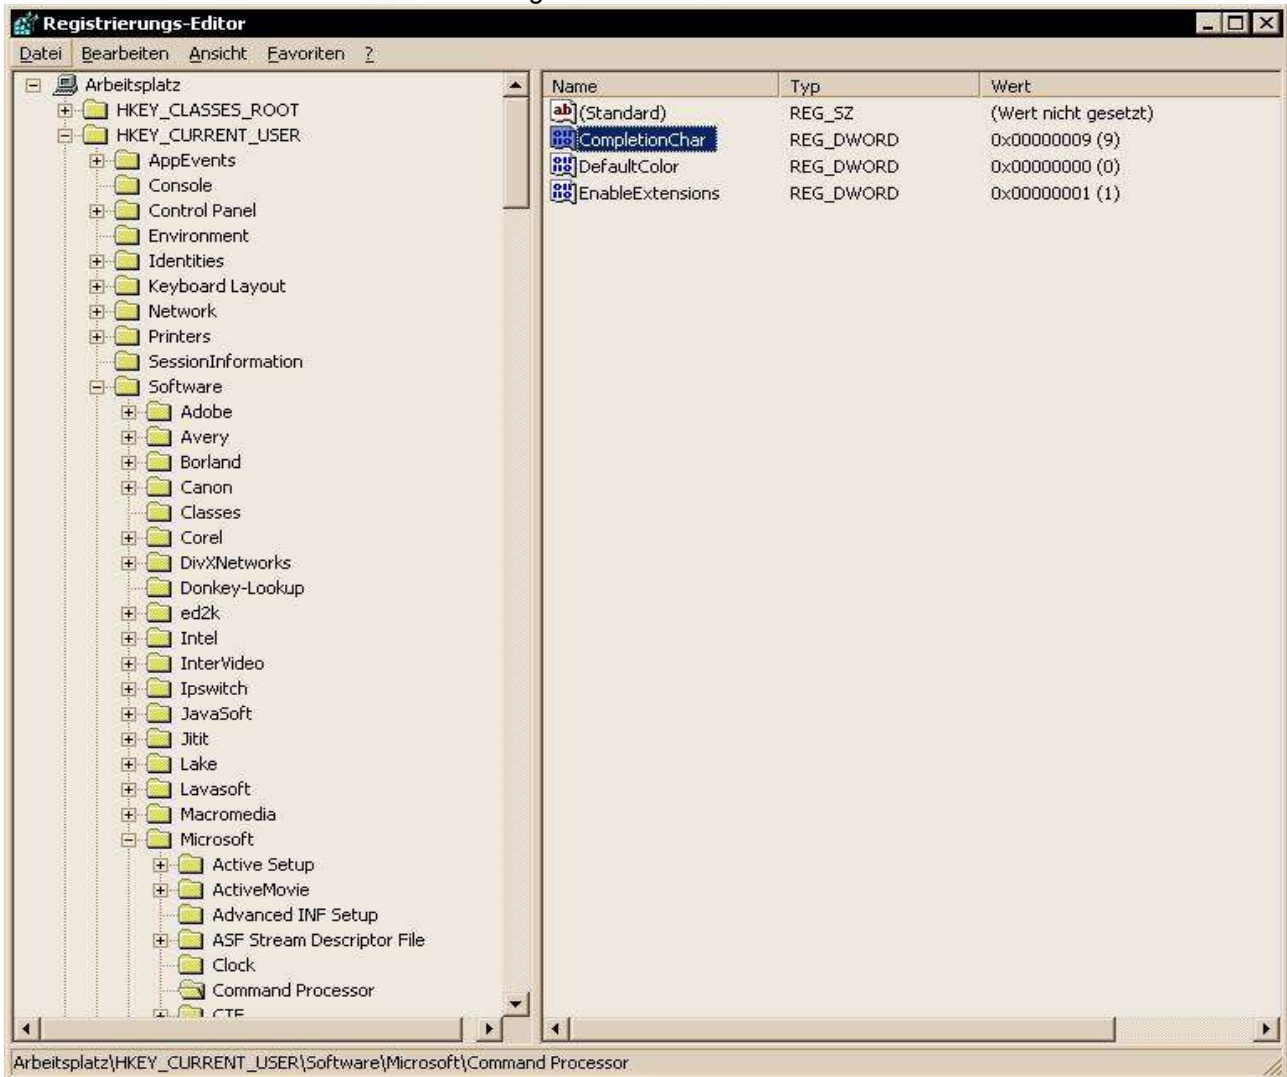 Registrierungs-Editor
Datei Bearbeiten Ansicht Favoriten ?
Arbeitsplatz
HKEY_CLASSES_ROOT
HKEY_CURRENT_USER
AppEvents
Console
Control Panel
Environment
Identities
Keyboard Layout
Network
Printers
SessionInformation
Software
Adobe
Avery
Borland
Canon
Classes
Corel
DivXNetworks
Donkey-Lookup
ed2k
Intel
InterVideo
Ipswitch
JavaSoft
Jitit
Lake
Lavasoft
Macromedia
Microsoft
Active Setup
ActiveMovie
Advanced INF Setup
ASF Stream Descriptor File
Clock
Command Processor
Name Typ Wert
(Standard) REG_SZ (Wert nicht gesetzt)
CompletionChar REG_DWORD 0x00000009 (9)
DefaultColor REG_DWORD 0x00000000 (0)
EnableExtensions REG_DWORD 0x00000001 (1)
Arbeitsplatz\HKEY_CURRENT_USER\Software\Microsoft\Command Processor